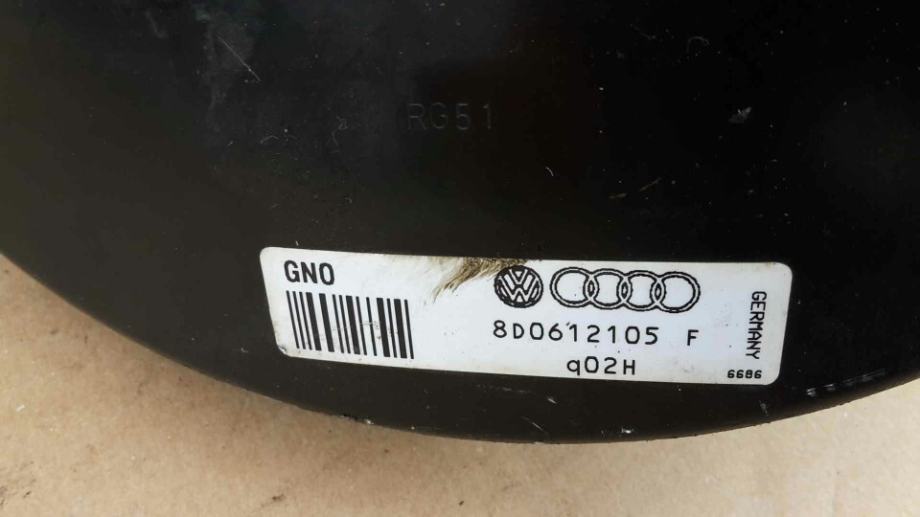 RG51
GNO
8D0612105 F
q02H
GERMANY
6686